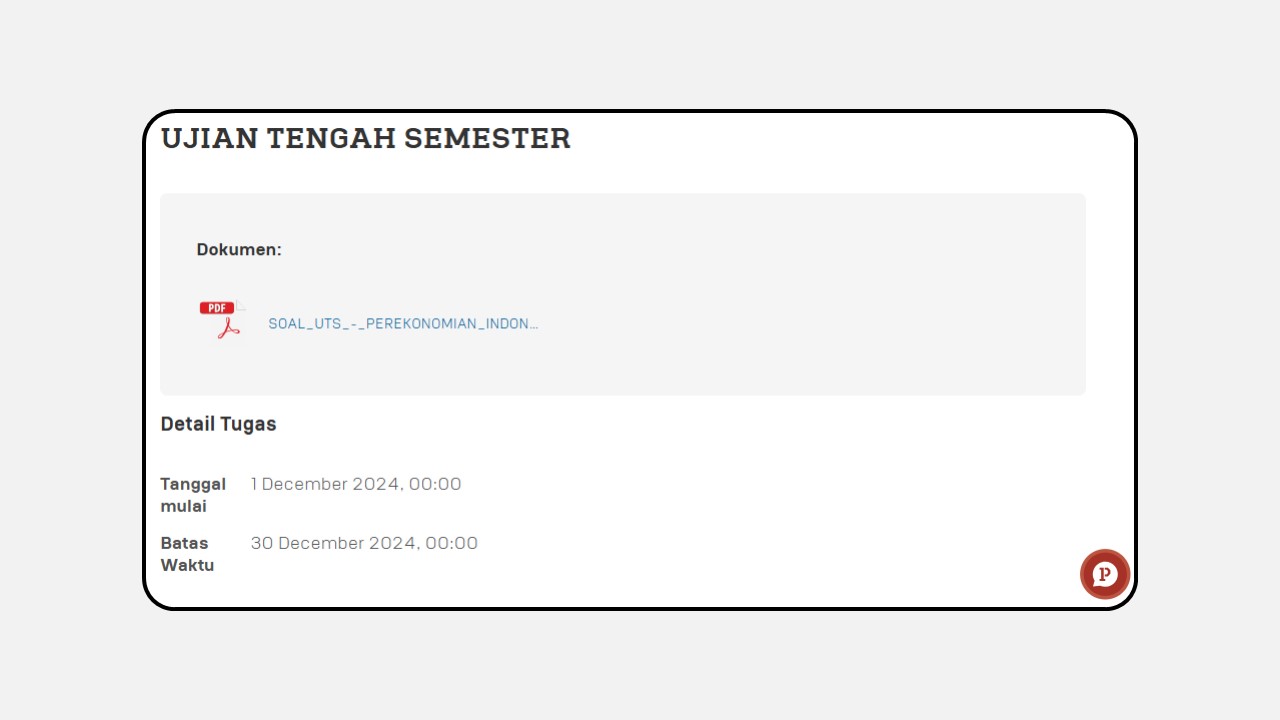 UJIAN TENGAH SEMESTER
Dokumen:
PDF
SOAL_UTS_-_PEREKONOMIAN_INDON...
Detail Tugas
Tanggal mulai 1 December 2024, 00:00
Batas Waktu 30 December 2024, 00:00
P